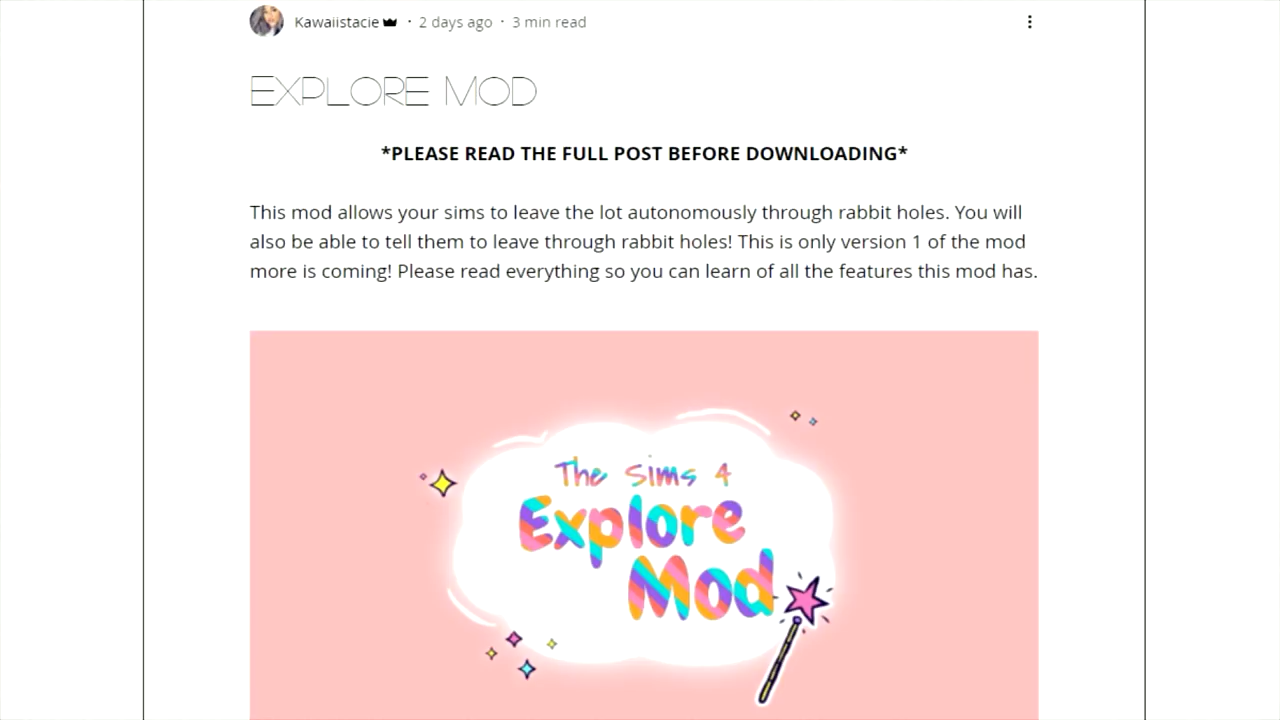 Kawaiistacie · 2 days ago · 3 min read
EXPLORE MOD
*PLEASE READ THE FULL POST BEFORE DOWNLOADING*
This mod allows your sims to leave the lot autonomously through rabbit holes. You will
also be able to tell them to leave through rabbit holes! This is only version 1 of the mod
more is coming! Please read everything so you can learn of all the features this mod has.
The Sims 4
Explore
Mod